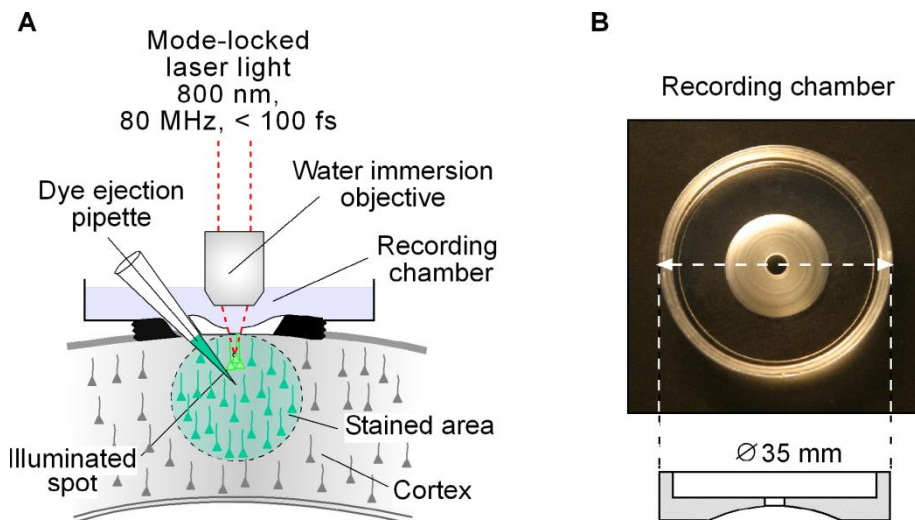 A
Mode-locked
laser light
800 nm,
80 MHz, < 100 fs
Dye ejection
pipette
Water immersion
objective
Recording
chamber
Stained area
Illuminated
spot
Cortex
B
Recording chamber
∅ 35 mm